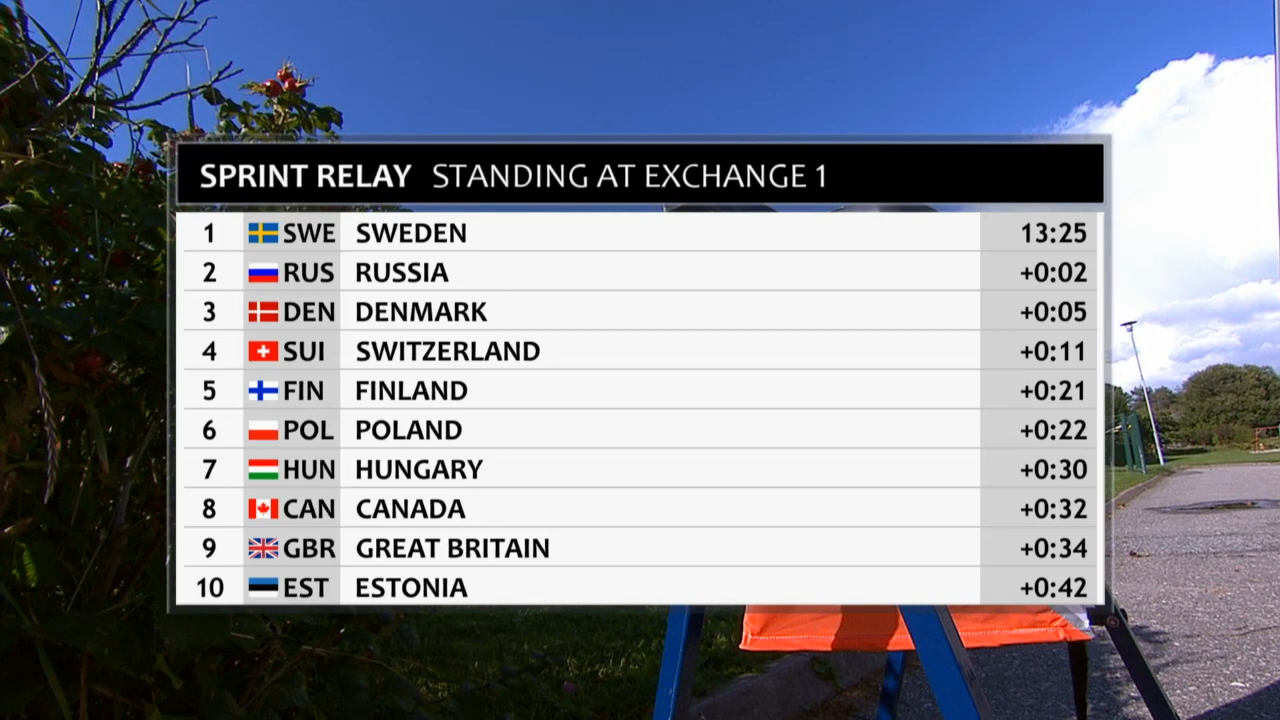 SPRINT RELAY STANDING AT EXCHANGE 1
1 SWE SWEDEN 13:25
2 RUS RUSSIA +0:02
3 DEN DENMARK +0:05
4 SUI SWITZERLAND +0:11
5 FIN FINLAND +0:21
6 POL POLAND +0:22
7 HUN HUNGARY +0:30
8 CAN CANADA +0:32
9 GBR GREAT BRITAIN +0:34
10 EST ESTONIA +0:42